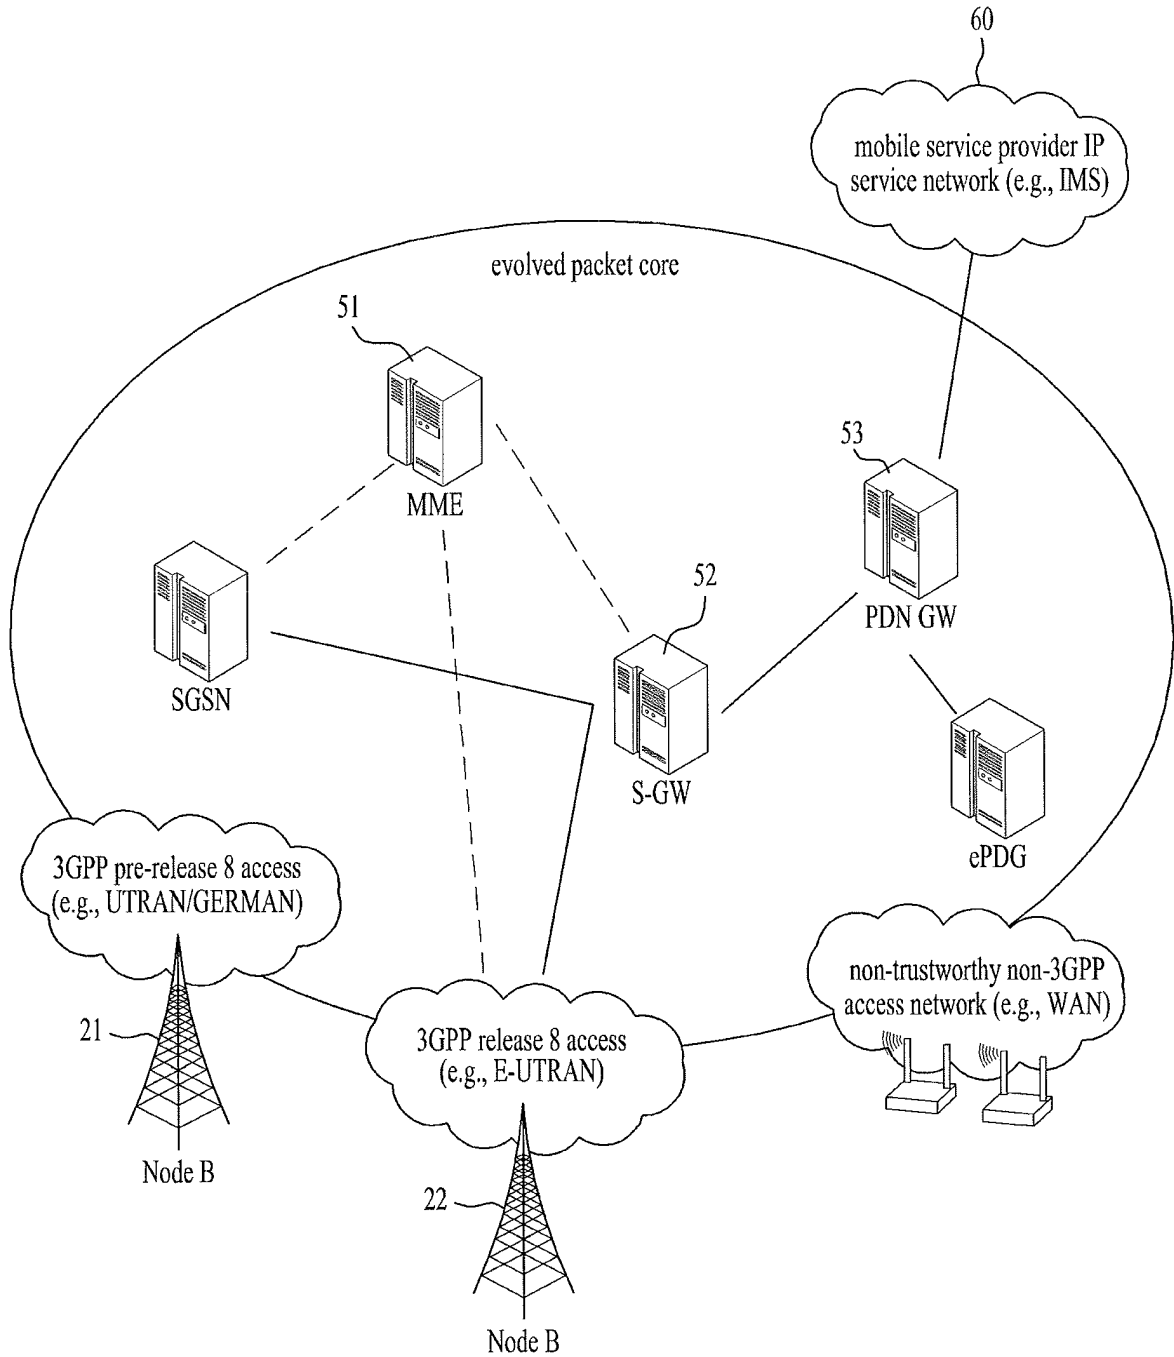 60
mobile service provider IP
service network (e.g., IMS)
evolved packet core
51
MME
53
PDN GW
52
SGSN
S-GW
ePDG
3GPP pre-release 8 access
(e.g., UTRAN/GERMAN)
non-trustworthy non-3GPP
access network (e.g., WAN)
21
3GPP release 8 access
(e.g., E-UTRAN)
Node B
22
Node B